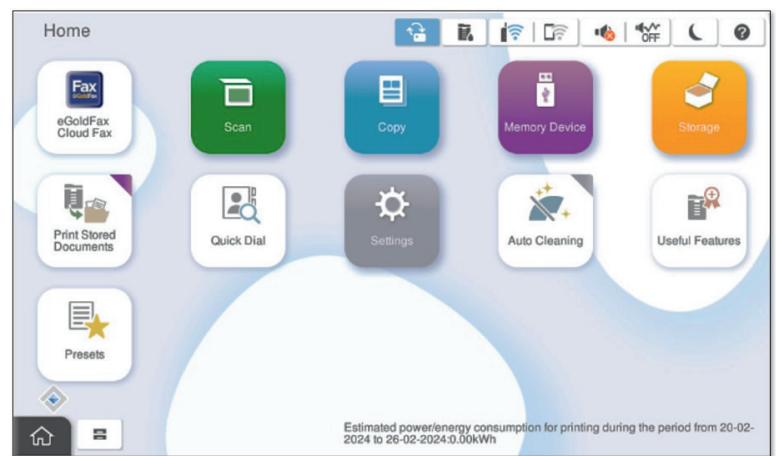 Home
OFF
Fax
eGoldFax
eGoldFax
Cloud Fax
Scan
Copy
Memory Device
Storage
Print Stored
Documents
Quick Dial
Settings
Auto Cleaning
Useful Features
Presets
Estimated power/energy consumption for printing during the period from 20-02-
2024 to 26-02-2024:0.00kWh